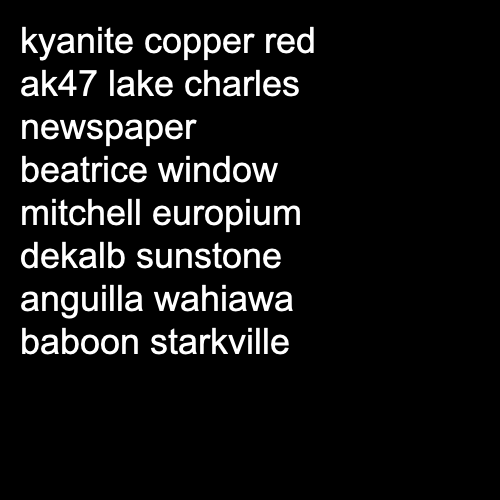 kyanite copper red
ak47 lake charles
newspaper
beatrice window
mitchell europium
dekalb sunstone
anguilla wahiawa
baboon starkville